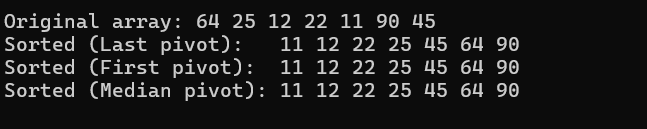 Original array: 64 25 12 22 11 90 45
Sorted (Last pivot):   11 12 22 25 45 64 90
Sorted (First pivot):  11 12 22 25 45 64 90
Sorted (Median pivot): 11 12 22 25 45 64 90